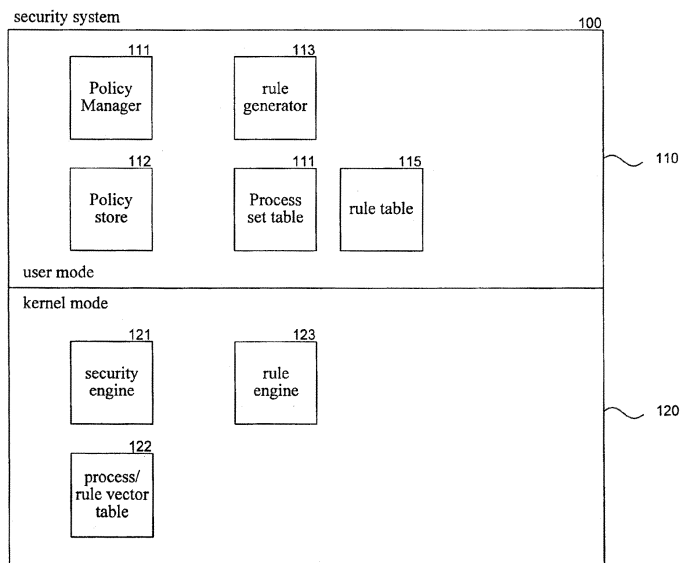 security system
100
111
Policy
Manager
113
rule
generator
110
112
Policy
store
111
Process
set table
115
rule table
user mode
kernel mode
121
security
engine
123
rule
engine
120
122
process/
rule vector
table